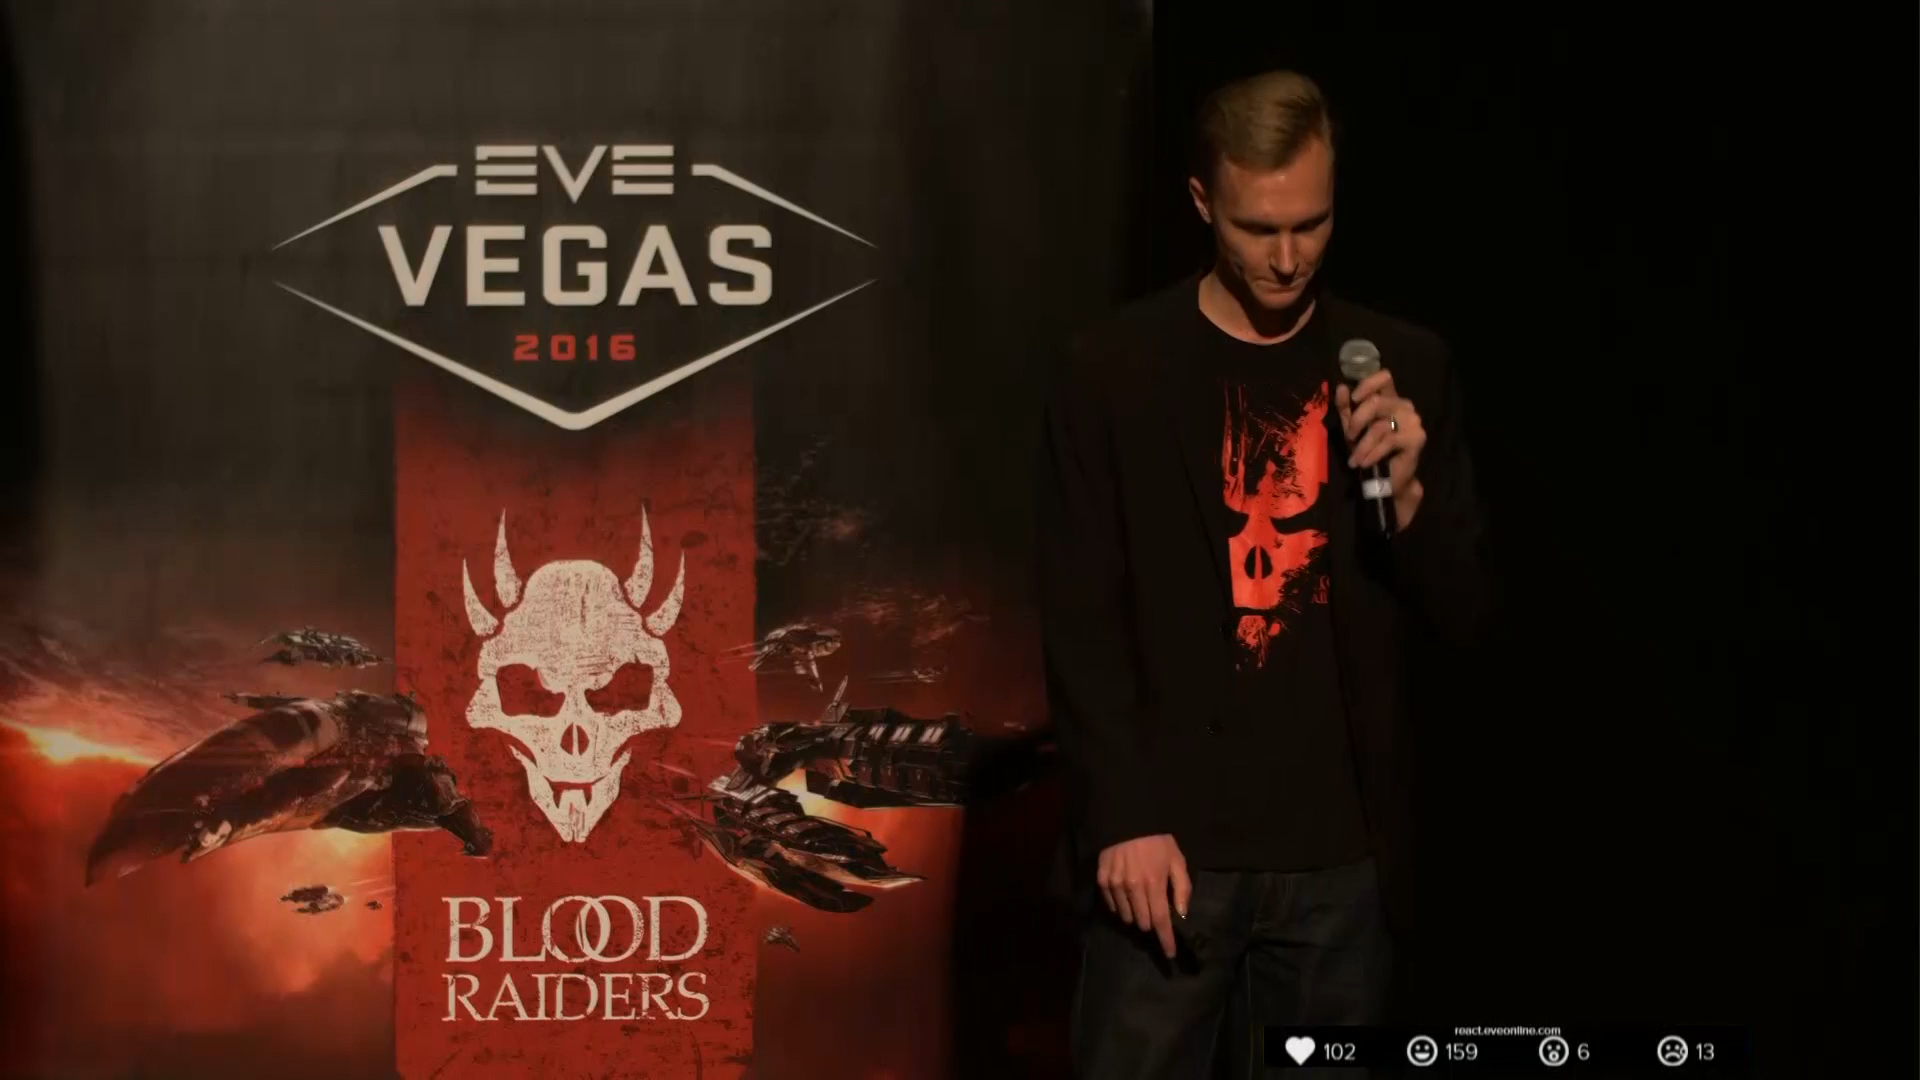 EVE
VEGAS
2016
BLOOD
RAIDERS
react.eveonline.com
102 159 6 13